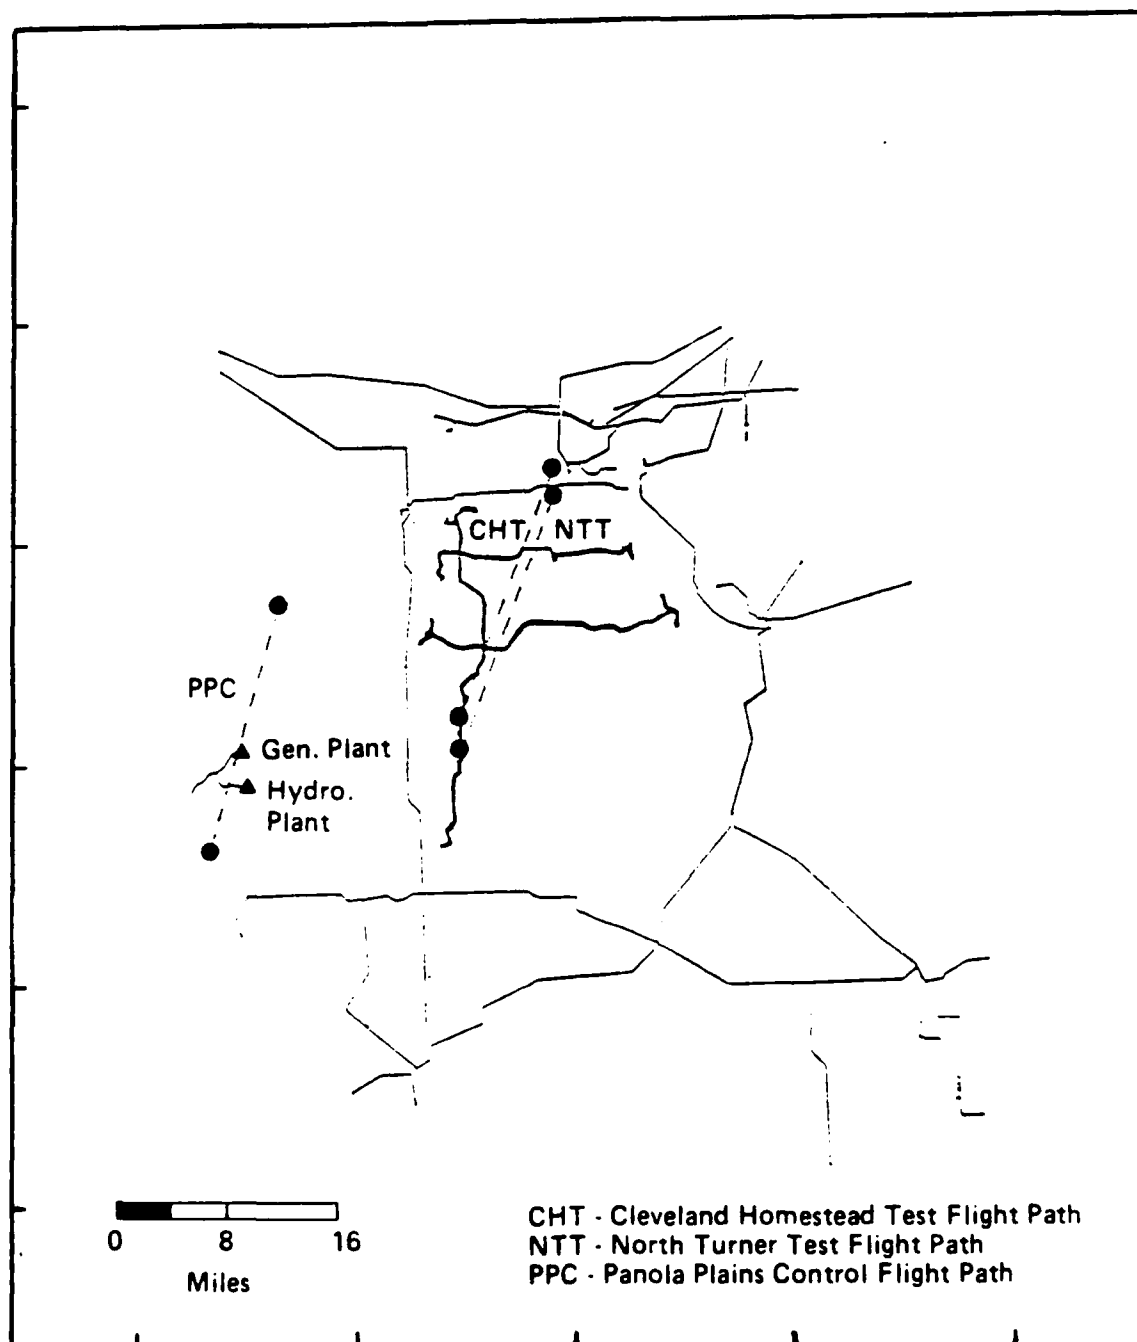 CHT NTT
PPC
Gen. Plant
Hydro.
Plant
0 8 16
Miles
CHT - Cleveland Homestead Test Flight Path
NTT - North Turner Test Flight Path
PPC - Panola Plains Control Flight Path